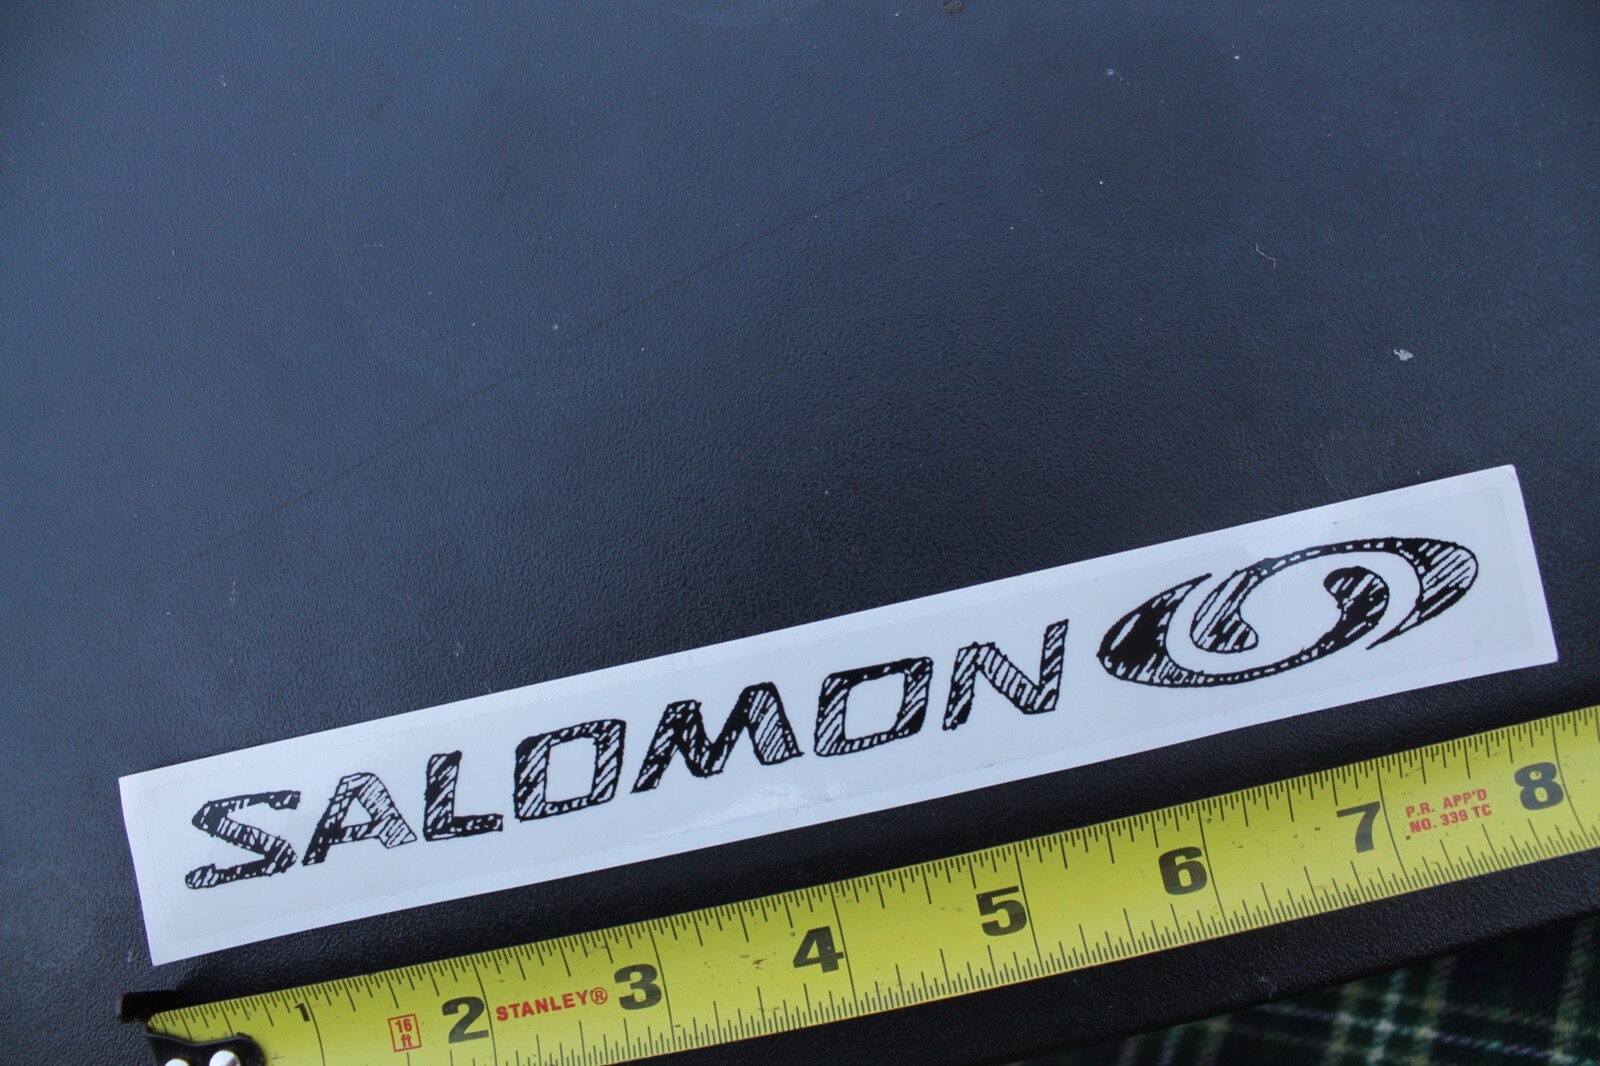 SALOMON
1 16 ft 2 STANLEY® 3 4 5 6 7 P.R. APP'D NO. 339 TC 8